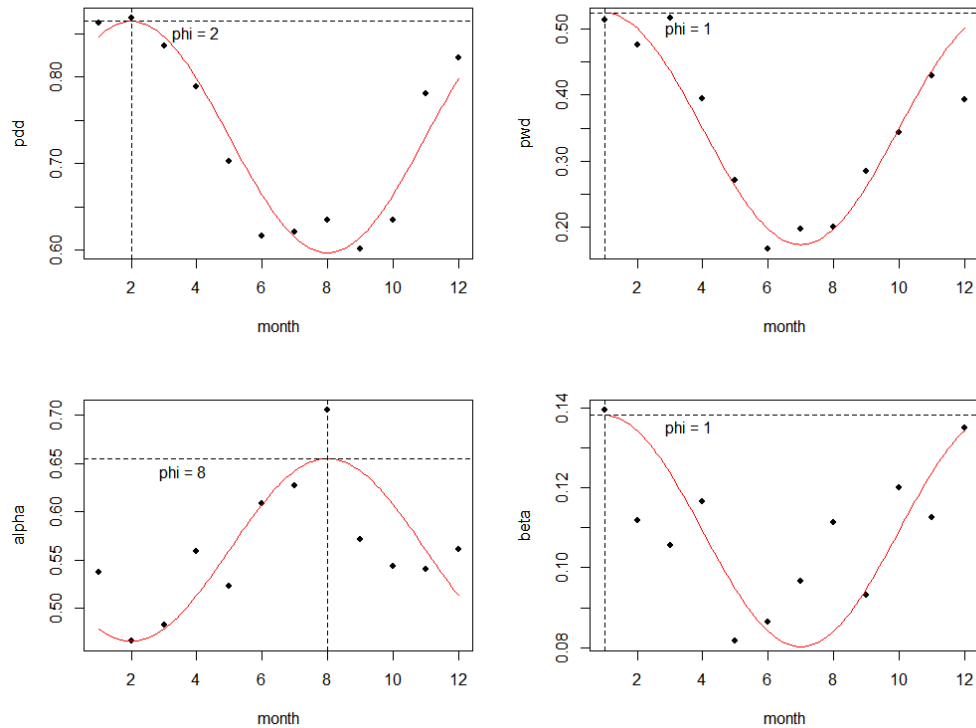 pdd
0.60
0.70
0.80
phi = 2
2 4 6 8 10 12
month
pwd
0.20
0.30
0.40
0.50
phi = 1
2 4 6 8 10 12
month
alpha
0.50
0.55
0.60
0.65
0.70
phi = 8
2 4 6 8 10 12
month
beta
0.08
0.10
0.12
0.14
phi = 1
2 4 6 8 10 12
month